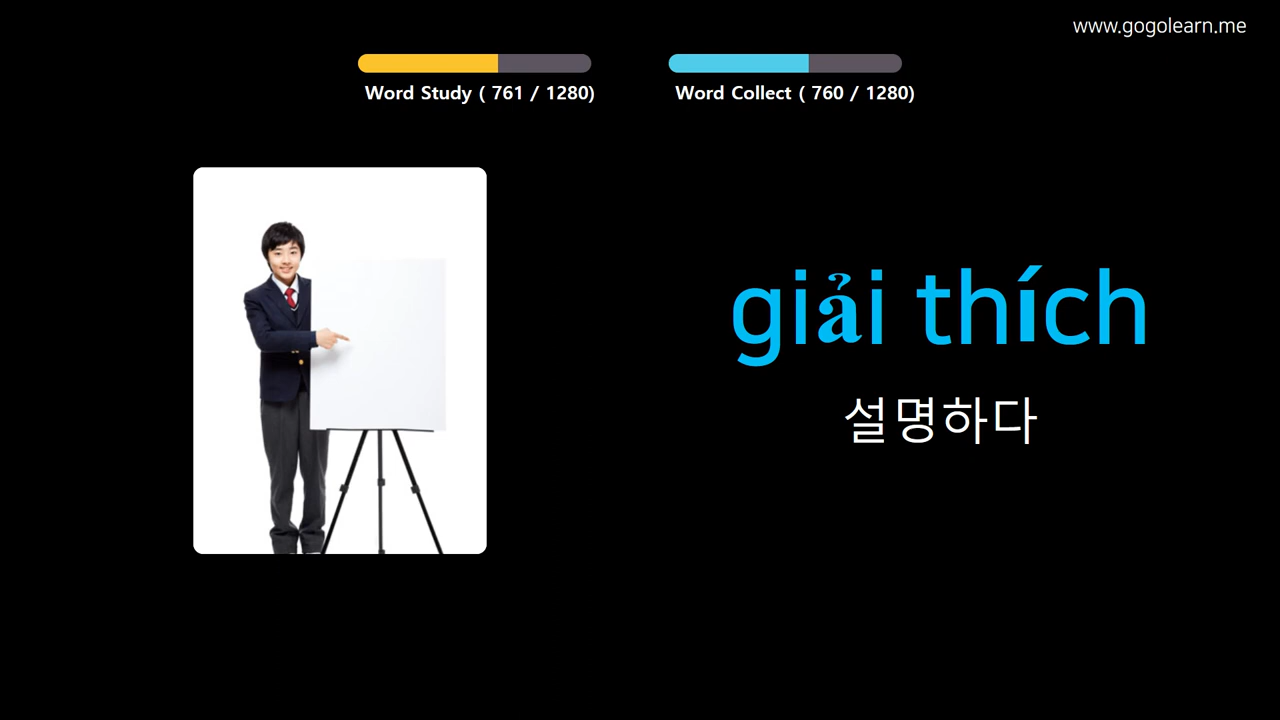 www.gogolearn.me
Word Study ( 761 / 1280)
Word Collect ( 760 / 1280)
giải thích
설명하다